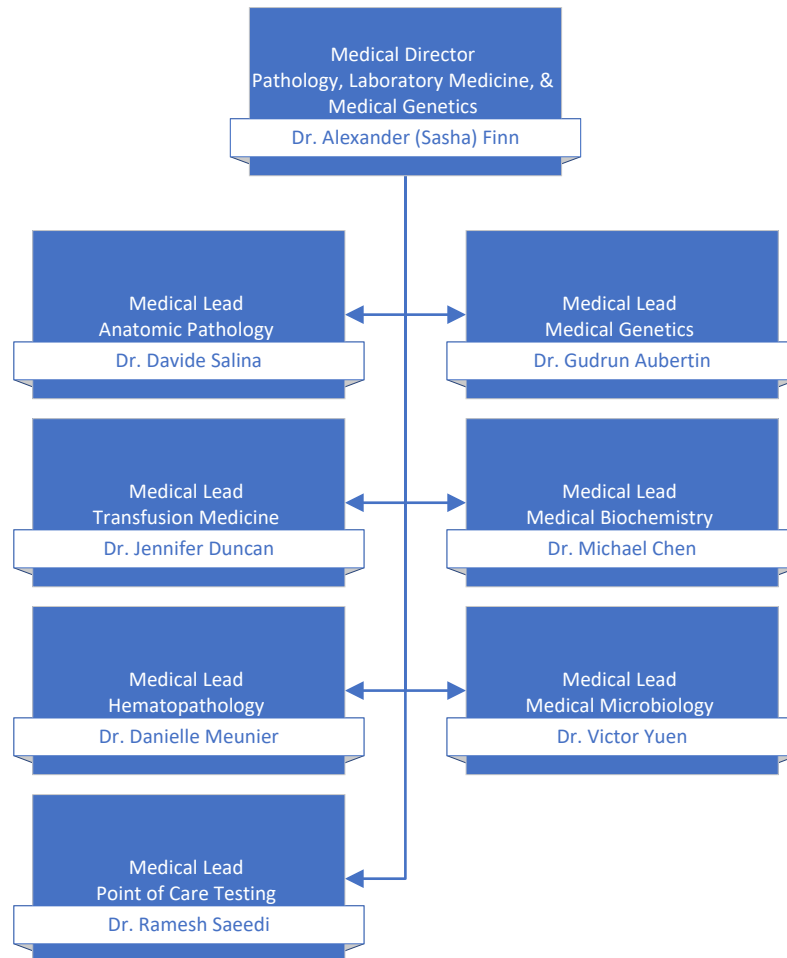 Medical Director
Pathology, Laboratory Medicine, &
Medical Genetics
Dr. Alexander (Sasha) Finn
Medical Lead
Anatomic Pathology
Dr. Davide Salina
Medical Lead
Medical Genetics
Dr. Gudrun Aubertin
Medical Lead
Transfusion Medicine
Dr. Jennifer Duncan
Medical Lead
Medical Biochemistry
Dr. Michael Chen
Medical Lead
Hematopathology
Dr. Danielle Meunier
Medical Lead
Medical Microbiology
Dr. Victor Yuen
Medical Lead
Point of Care Testing
Dr. Ramesh Saeedi